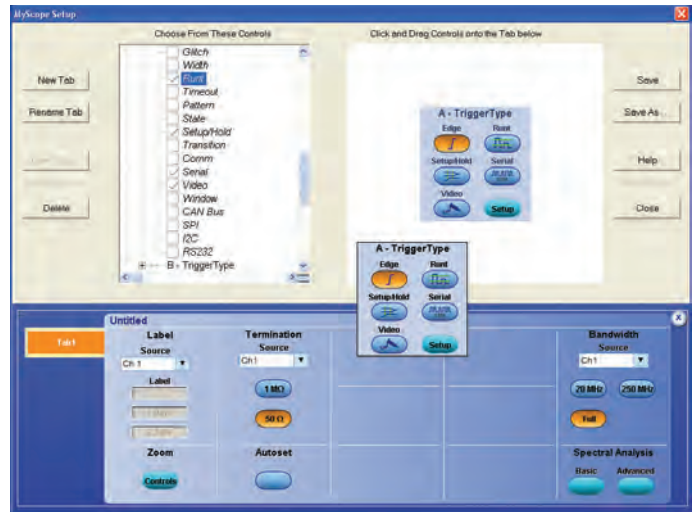 MyScope Setup
Choose From These Controls
Click and Drag Controls onto the Tab below
New Tab
Rename Tab
Delete
Glitch
Width
Runt
Timeout
Pattern
State
Setup/Hold
Transition
Comm
Serial
Video
Window
CAN Bus
SPI
I2C
RS232
B - TriggerType
A - TriggerType
Edge Runt
Setup/Hold Serial
Video
Setup
Save
Save As...
Help
Close
A - TriggerType
Edge Runt
Setup/Hold Serial
Video
Setup
Tab1
Untitled
Label
Source
Ch 1
Label
Zoom
Controls
Termination
Source
Ch1
1 MΩ
50 Ω
Autoset
Bandwidth
Source
Ch1
20 MHz 250 MHz
Full
Spectral Analysis
Basic Advanced